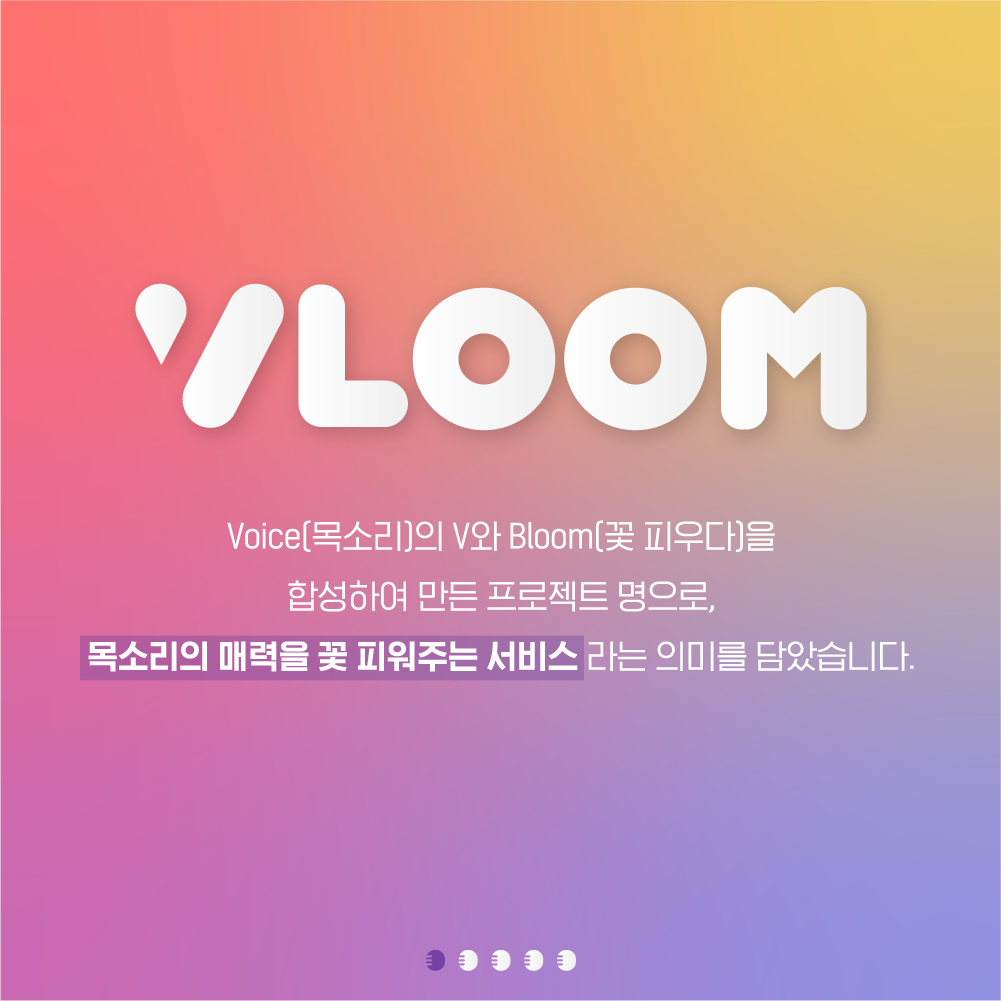 VLOOM
Voice(목소리)의 V와 Bloom(꽃 피우다)을
합성하여 만든 프로젝트 명으로,
목소리의 매력을 꽃 피워주는 서비스 라는 의미를 담았습니다.